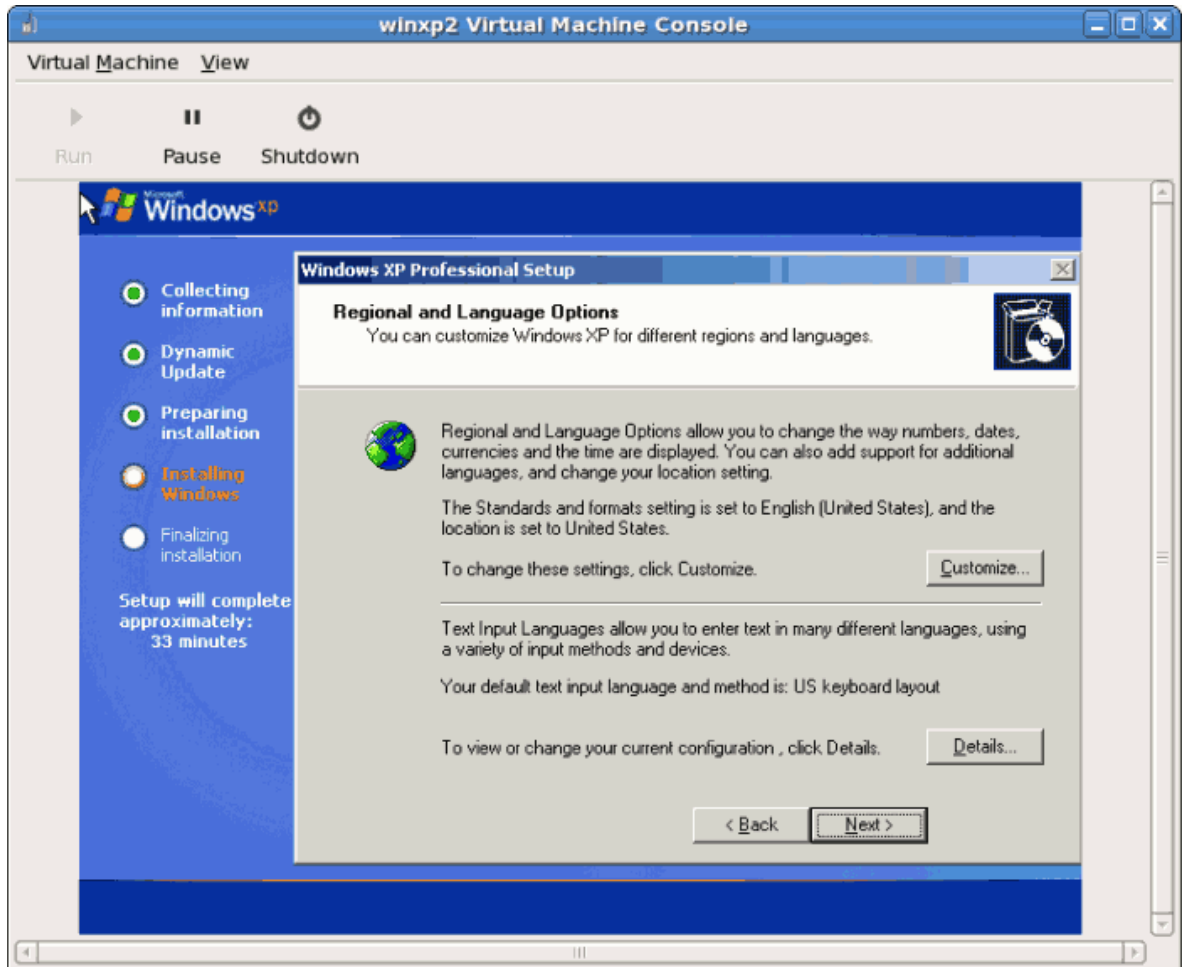 winxp2 Virtual Machine Console
Virtual Machine View
Run Pause Shutdown
Microsoft
Windows xp
Collecting
information
Dynamic
Update
Preparing
installation
Installing
Windows
Finalizing
installation
Setup will complete
approximately:
33 minutes
Windows XP Professional Setup
Regional and Language Options
You can customize Windows XP for different regions and languages.
Regional and Language Options allow you to change the way numbers, dates,
currencies and the time are displayed. You can also add support for additional
languages, and change your location setting.
The Standards and formats setting is set to English (United States), and the
location is set to United States.
To change these settings, click Customize.
Customize...
Text Input Languages allow you to enter text in many different languages, using
a variety of input methods and devices.
Your default text input language and method is: US keyboard layout
To view or change your current configuration , click Details.
Details...
< Back Next >